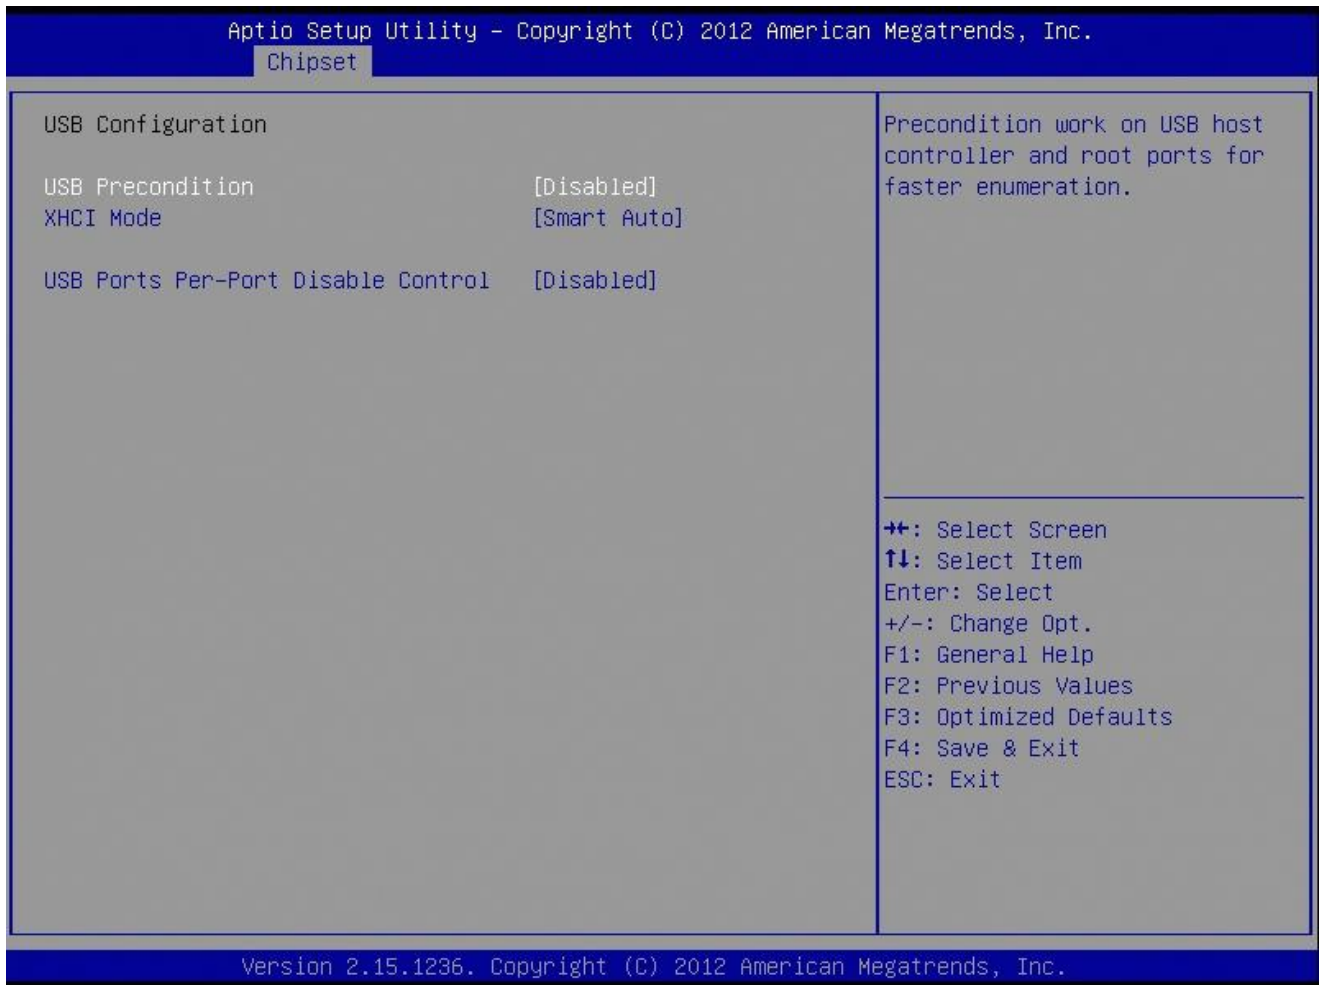 Aptio Setup Utility – Copyright (C) 2012 American Megatrends, Inc.
Chipset
USB Configuration
USB Precondition [Disabled]
XHCI Mode [Smart Auto]
USB Ports Per-Port Disable Control [Disabled]
Precondition work on USB host
controller and root ports for
faster enumeration.
→←: Select Screen
↑↓: Select Item
Enter: Select
+/-: Change Opt.
F1: General Help
F2: Previous Values
F3: Optimized Defaults
F4: Save & Exit
ESC: Exit
Version 2.15.1236. Copyright (C) 2012 American Megatrends, Inc.